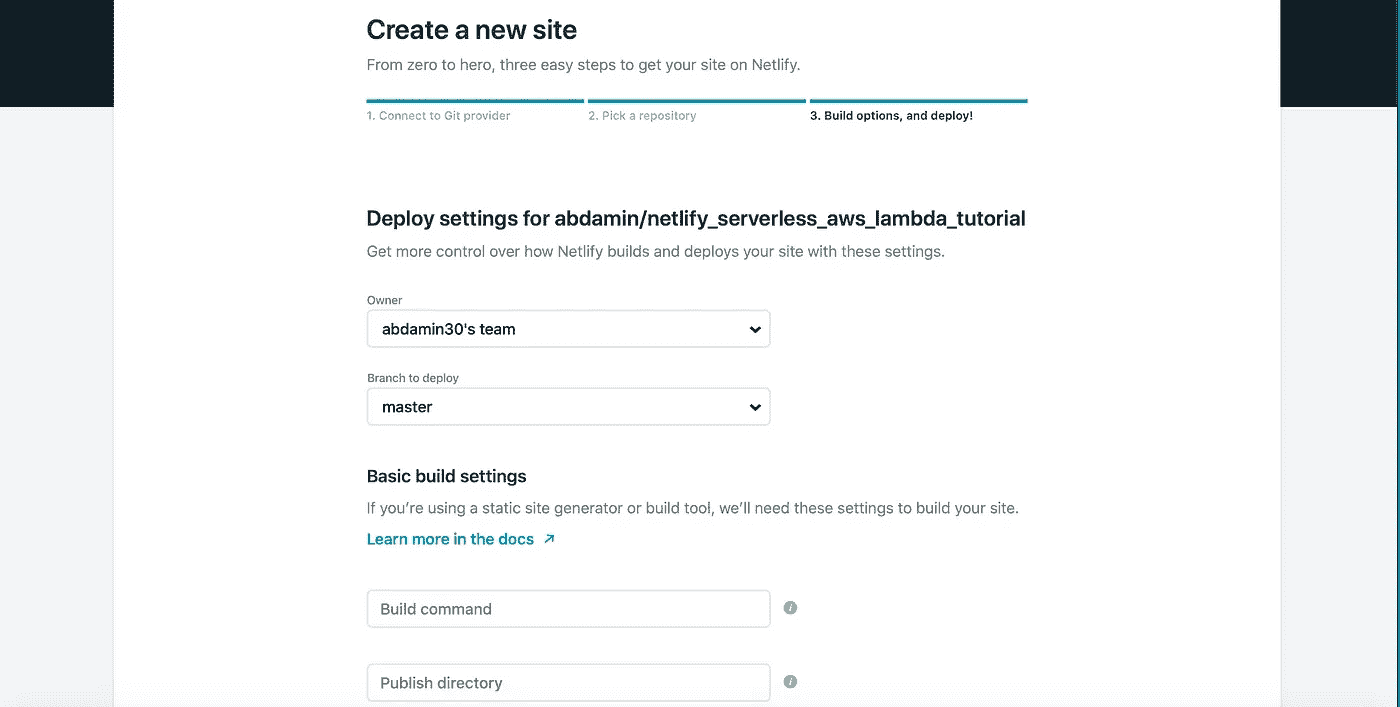 Create a new site
From zero to hero, three easy steps to get your site on Netlify.
1. Connect to Git provider
2. Pick a repository
3. Build options, and deploy!
Deploy settings for abdamin/netlify_serverless_aws_lambda_tutorial
Get more control over how Netlify builds and deploys your site with these settings.
Owner
abdamin30's team
Branch to deploy
master
Basic build settings
If you’re using a static site generator or build tool, we’ll need these settings to build your site.
Learn more in the docs ↗
Build command
i
Publish directory
i